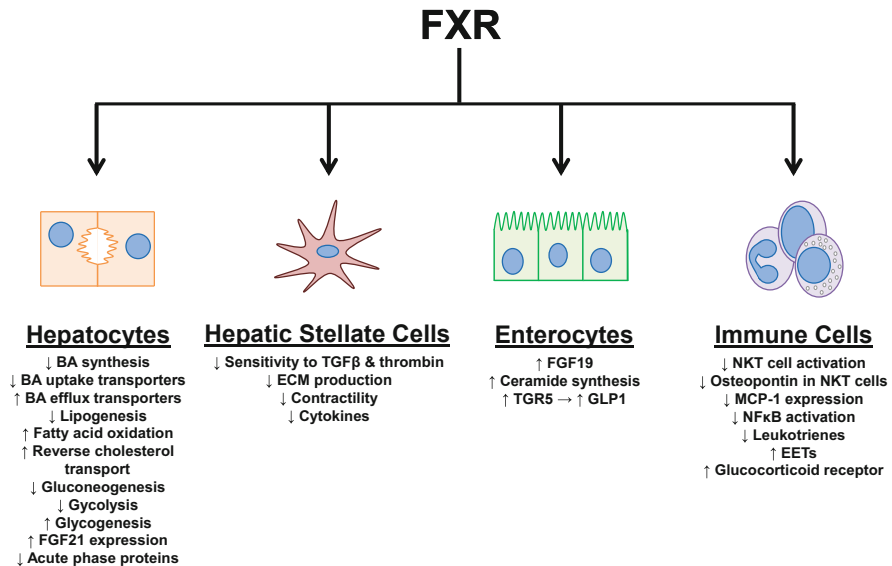 FXR
Hepatocytes
↓ BA synthesis
↓ BA uptake transporters
↑ BA efflux transporters
↓ Lipogenesis
↑ Fatty acid oxidation
↑ Reverse cholesterol
transport
↓ Gluconeogenesis
↓ Gycolysis
↑ Glycogenesis
↑ FGF21 expression
↓ Acute phase proteins
Hepatic Stellate Cells
↓ Sensitivity to TGFβ & thrombin
↓ ECM production
↓ Contractility
↓ Cytokines
Enterocytes
↑ FGF19
↑ Ceramide synthesis
↑ TGR5 → ↑ GLP1
Immune Cells
↓ NKT cell activation
↓ Osteopontin in NKT cells
↓ MCP-1 expression
↓ NFκB activation
↓ Leukotrienes
↑ EETs
↑ Glucocorticoid receptor